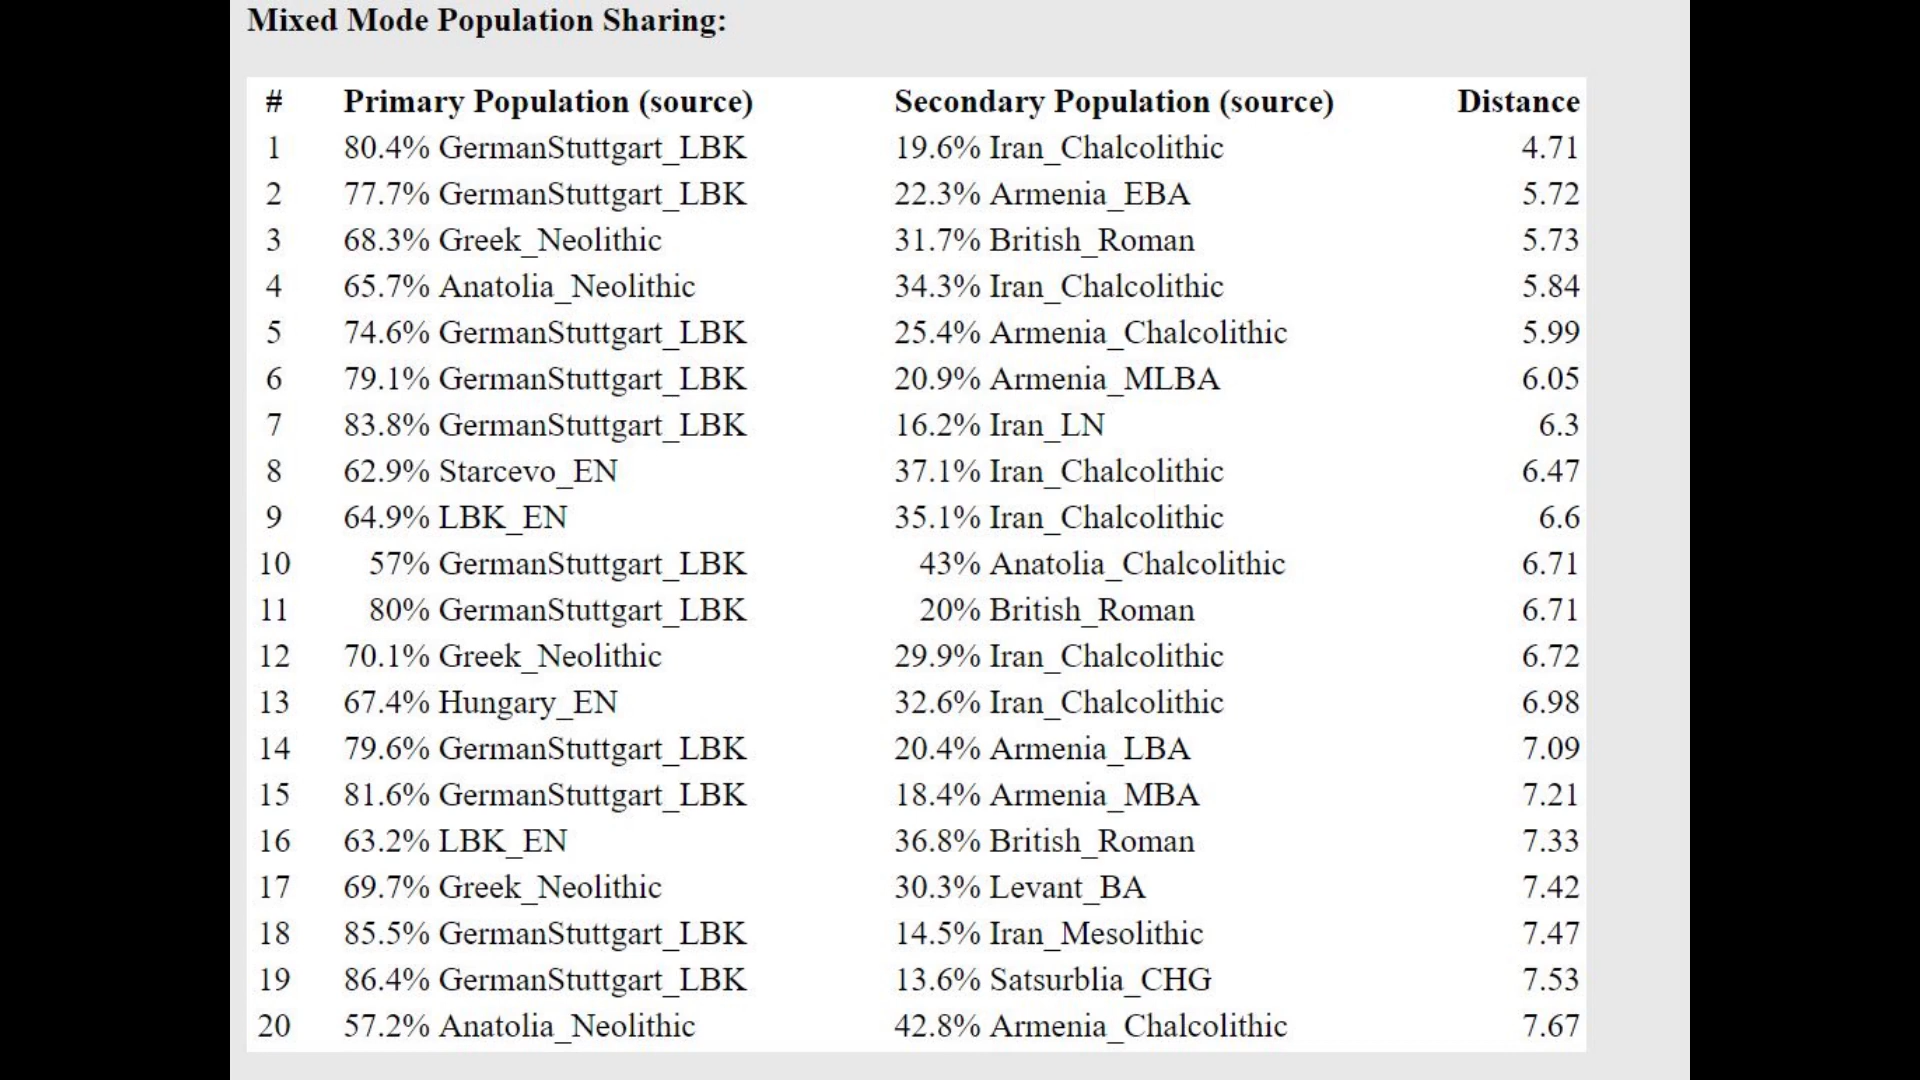 Mixed Mode Population Sharing:
# Primary Population (source) Secondary Population (source) Distance
1 80.4% GermanStuttgart_LBK 19.6% Iran_Chalcolithic 4.71
2 77.7% GermanStuttgart_LBK 22.3% Armenia_EBA 5.72
3 68.3% Greek_Neolithic 31.7% British_Roman 5.73
4 65.7% Anatolia_Neolithic 34.3% Iran_Chalcolithic 5.84
5 74.6% GermanStuttgart_LBK 25.4% Armenia_Chalcolithic 5.99
6 79.1% GermanStuttgart_LBK 20.9% Armenia_MLBA 6.05
7 83.8% GermanStuttgart_LBK 16.2% Iran_LN 6.3
8 62.9% Starcevo_EN 37.1% Iran_Chalcolithic 6.47
9 64.9% LBK_EN 35.1% Iran_Chalcolithic 6.6
10 57% GermanStuttgart_LBK 43% Anatolia_Chalcolithic 6.71
11 80% GermanStuttgart_LBK 20% British_Roman 6.71
12 70.1% Greek_Neolithic 29.9% Iran_Chalcolithic 6.72
13 67.4% Hungary_EN 32.6% Iran_Chalcolithic 6.98
14 79.6% GermanStuttgart_LBK 20.4% Armenia_LBA 7.09
15 81.6% GermanStuttgart_LBK 18.4% Armenia_MBA 7.21
16 63.2% LBK_EN 36.8% British_Roman 7.33
17 69.7% Greek_Neolithic 30.3% Levant_BA 7.42
18 85.5% GermanStuttgart_LBK 14.5% Iran_Mesolithic 7.47
19 86.4% GermanStuttgart_LBK 13.6% Satsurblia_CHG 7.53
20 57.2% Anatolia_Neolithic 42.8% Armenia_Chalcolithic 7.67